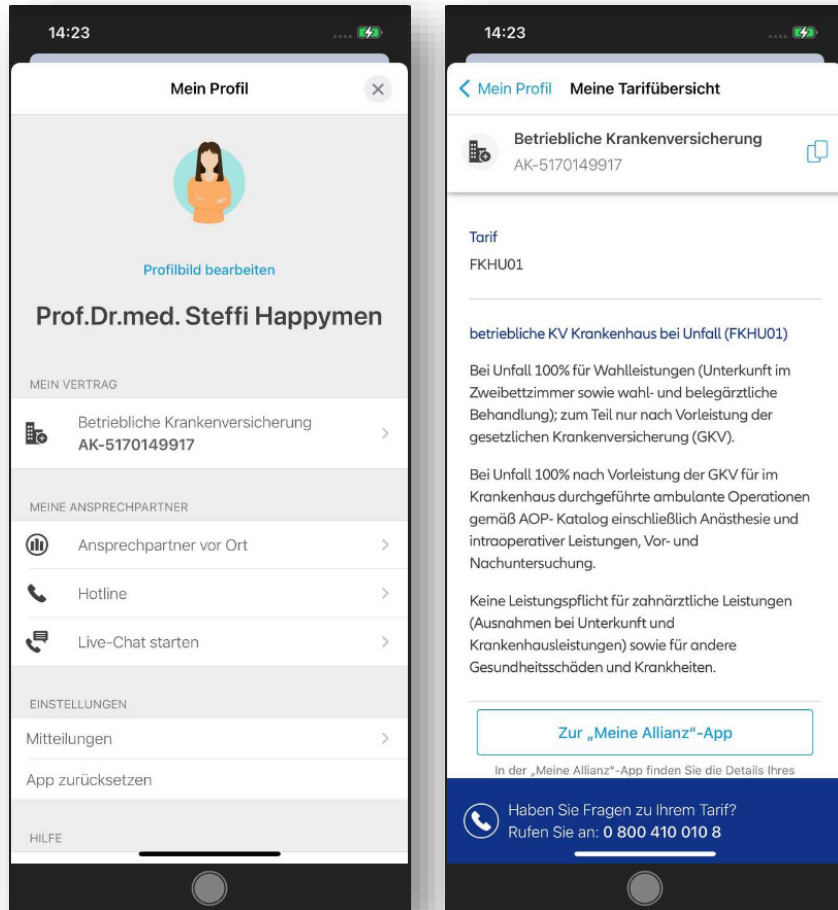 14:23
Mein Profil
Profilbild bearbeiten
Prof.Dr.med. Steffi Happymen
MEIN VERTRAG
Betriebliche Krankenversicherung
AK-5170149917
MEINE ANSPRECHPARTNER
Ansprechpartner vor Ort
Hotline
Live-Chat starten
EINSTELLUNGEN
Mitteilungen
App zurücksetzen
HILFE
14:23
Mein Profil Meine Tarifübersicht
Betriebliche Krankenversicherung
AK-5170149917
Tarif
FKHU01
betriebliche KV Krankenhaus bei Unfall (FKHU01)
Bei Unfall 100% für Wahlleistungen (Unterkunft im
Zweibettzimmer sowie wahl- und belegärztliche
Behandlung); zum Teil nur nach Vorleistung der
gesetzlichen Krankenversicherung (GKV).
Bei Unfall 100% nach Vorleistung der GKV für im
Krankenhaus durchgeführte ambulante Operationen
gemäß AOP- Katalog einschließlich Anästhesie und
intraoperativer Leistungen, Vor- und
Nachuntersuchung.
Keine Leistungspflicht für zahnärztliche Leistungen
(Ausnahmen bei Unterkunft und
Krankenhausleistungen) sowie für andere
Gesundheitsschäden und Krankheiten.
Zur „Meine Allianz"-App
In der „Meine Allianz"-App finden Sie die Details Ihres
Haben Sie Fragen zu Ihrem Tarif?
Rufen Sie an: 0 800 410 010 8